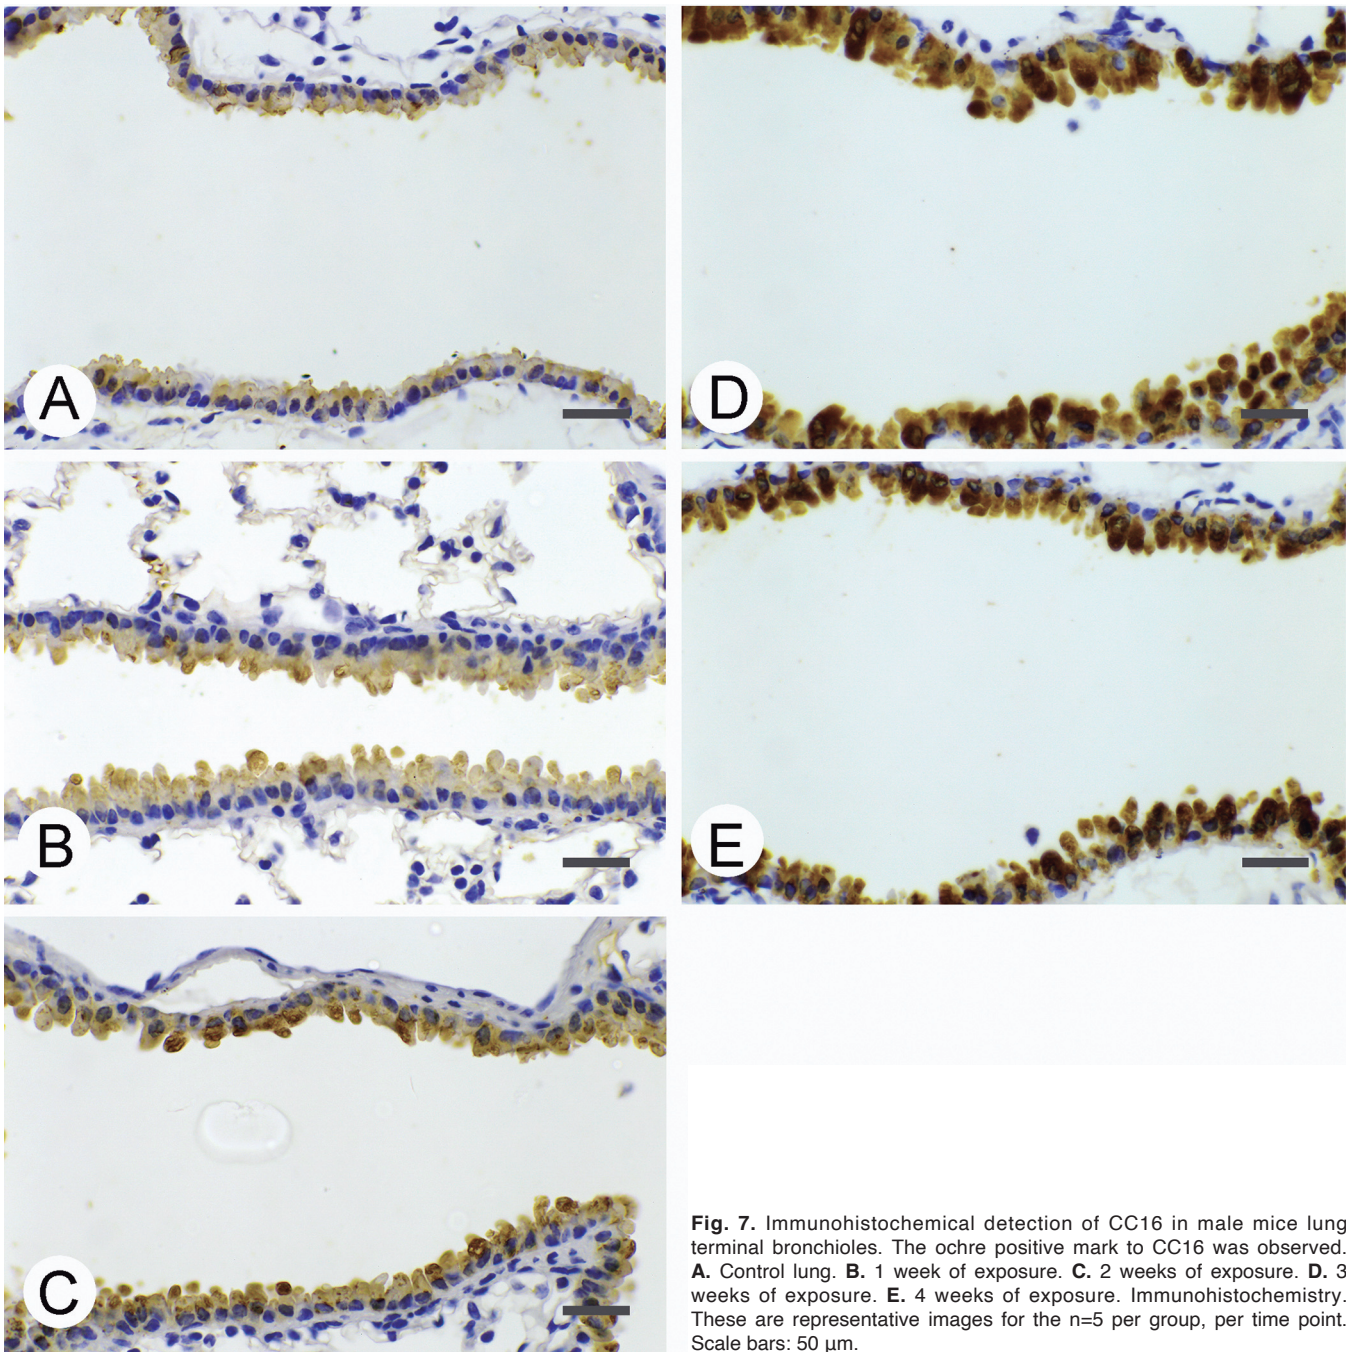 A
D
B
E
C
Fig. 7. Immunohistochemical detection of CC16 in male mice lung
terminal bronchioles. The ochre positive mark to CC16 was observed.
A. Control lung. B. 1 week of exposure. C. 2 weeks of exposure. D. 3
weeks of exposure. E. 4 weeks of exposure. Immunohistochemistry.
These are representative images for the n=5 per group, per time point.
Scale bars: 50 µm.